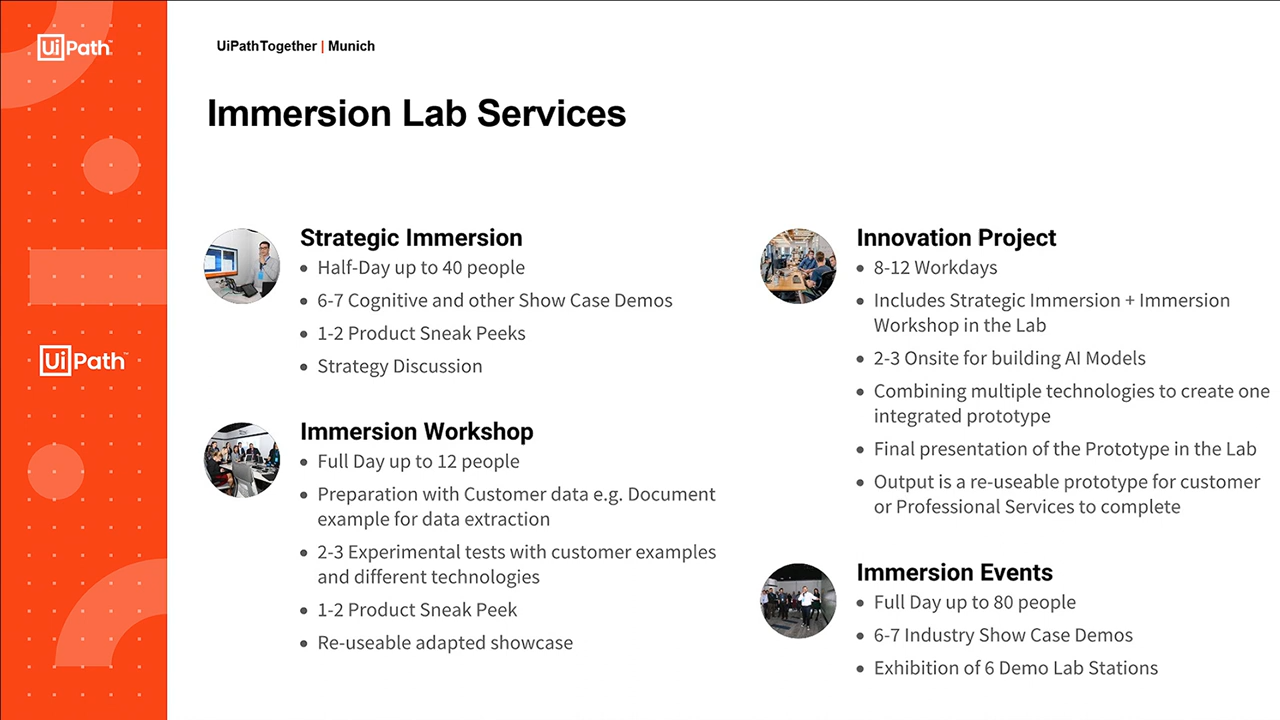 UiPath
UiPathTogether | Munich
Immersion Lab Services
UiPath™
Strategic Immersion
• Half-Day up to 40 people
• 6-7 Cognitive and other Show Case Demos
• 1-2 Product Sneak Peeks
• Strategy Discussion
Immersion Workshop
• Full Day up to 12 people
• Preparation with Customer data e.g. Document
example for data extraction
• 2-3 Experimental tests with customer examples
and different technologies
• 1-2 Product Sneak Peek
• Re-useable adapted showcase
Innovation Project
• 8-12 Workdays
• Includes Strategic Immersion + Immersion
Workshop in the Lab
• 2-3 Onsite for building AI Models
• Combining multiple technologies to create one
integrated prototype
• Final presentation of the Prototype in the Lab
• Output is a re-useable prototype for customer
or Professional Services to complete
Immersion Events
• Full Day up to 80 people
• 6-7 Industry Show Case Demos
• Exhibition of 6 Demo Lab Stations